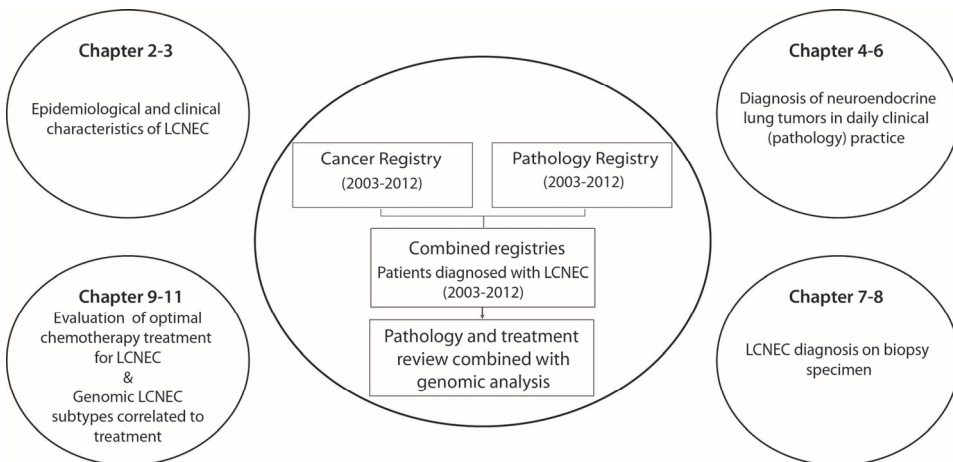 Chapter 2-3
Epidemiological and clinical
characteristics of LCNEC
Cancer Registry
(2003-2012)
Pathology Registry
(2003-2012)
Combined registries
Patients diagnosed with LCNEC
(2003-2012)
Pathology and treatment
review combined with
genomic analysis
Chapter 4-6
Diagnosis of neuroendocrine
lung tumors in daily clinical
(pathology) practice
Chapter 9-11
Evaluation of optimal
chemotherapy treatment
for LCNEC
&
Genomic LCNEC
subtypes correlated to
treatment
Chapter 7-8
LCNEC diagnosis on biopsy
specimen